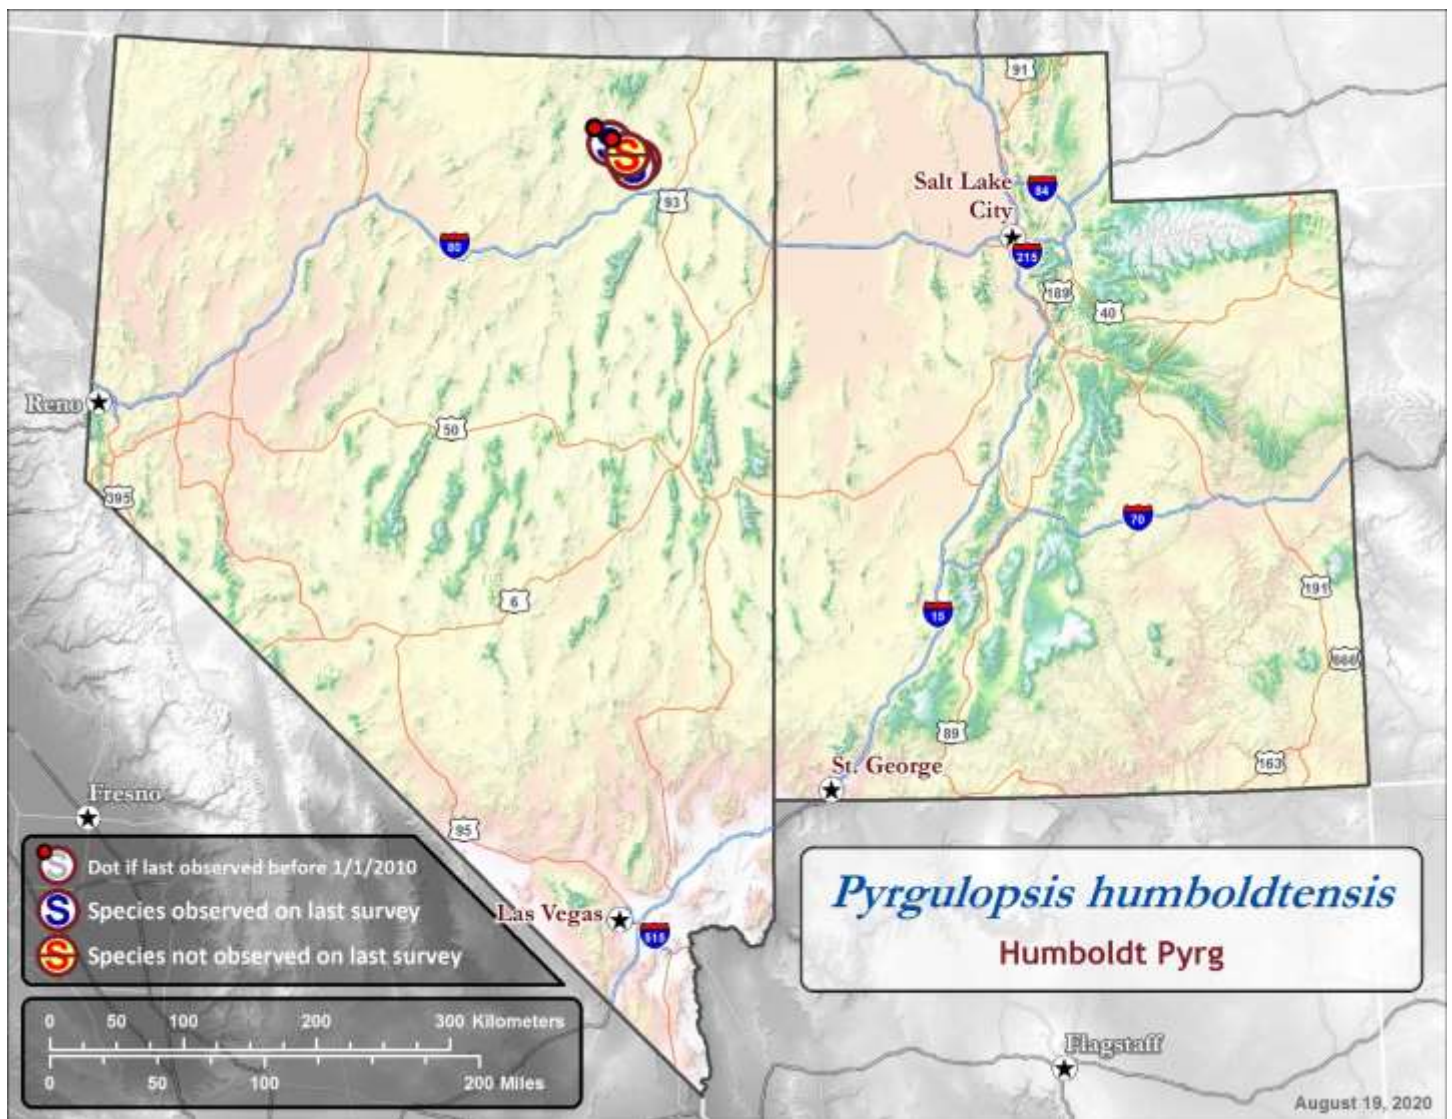 91
93
Salt Lake
City
84
80
215
189
40
Reno
50
395
70
6
191
15
666
89
163
St. George
Fresno
95
Las Vegas
515
S Dot if last observed before 1/1/2010
S Species observed on last survey
S Species not observed on last survey
Pyrgulopsis humboldtensis
Humboldt Pyrg
0 50 100 200 300 Kilometers
0 50 100 200 Miles
Flagstaff
August 19, 2020